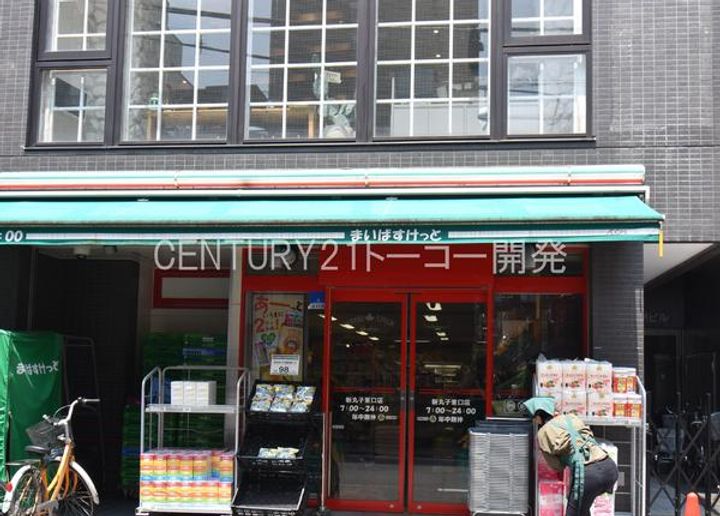 :00
まいばすけっと
CENTURY21トーコー開発
まいばすけっと
98
新丸子東口店
7:00〜24:00
年中無休
新丸子東口店
7:00〜24:00
年中無休